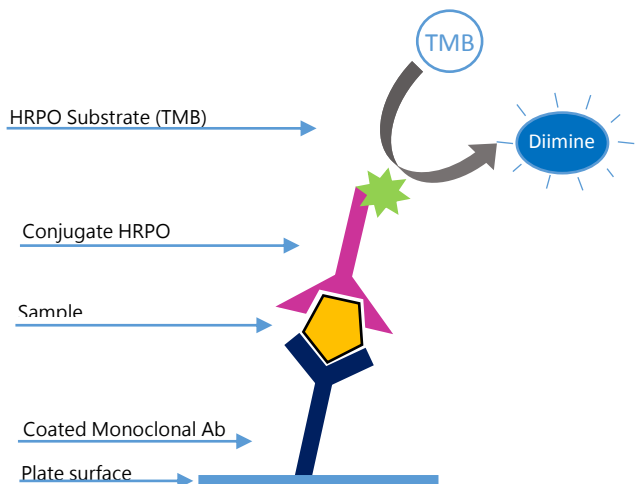 TMB
HRPO Substrate (TMB)
Diimine
Conjugate HRPO
Sample
Coated Monoclonal Ab
Plate surface